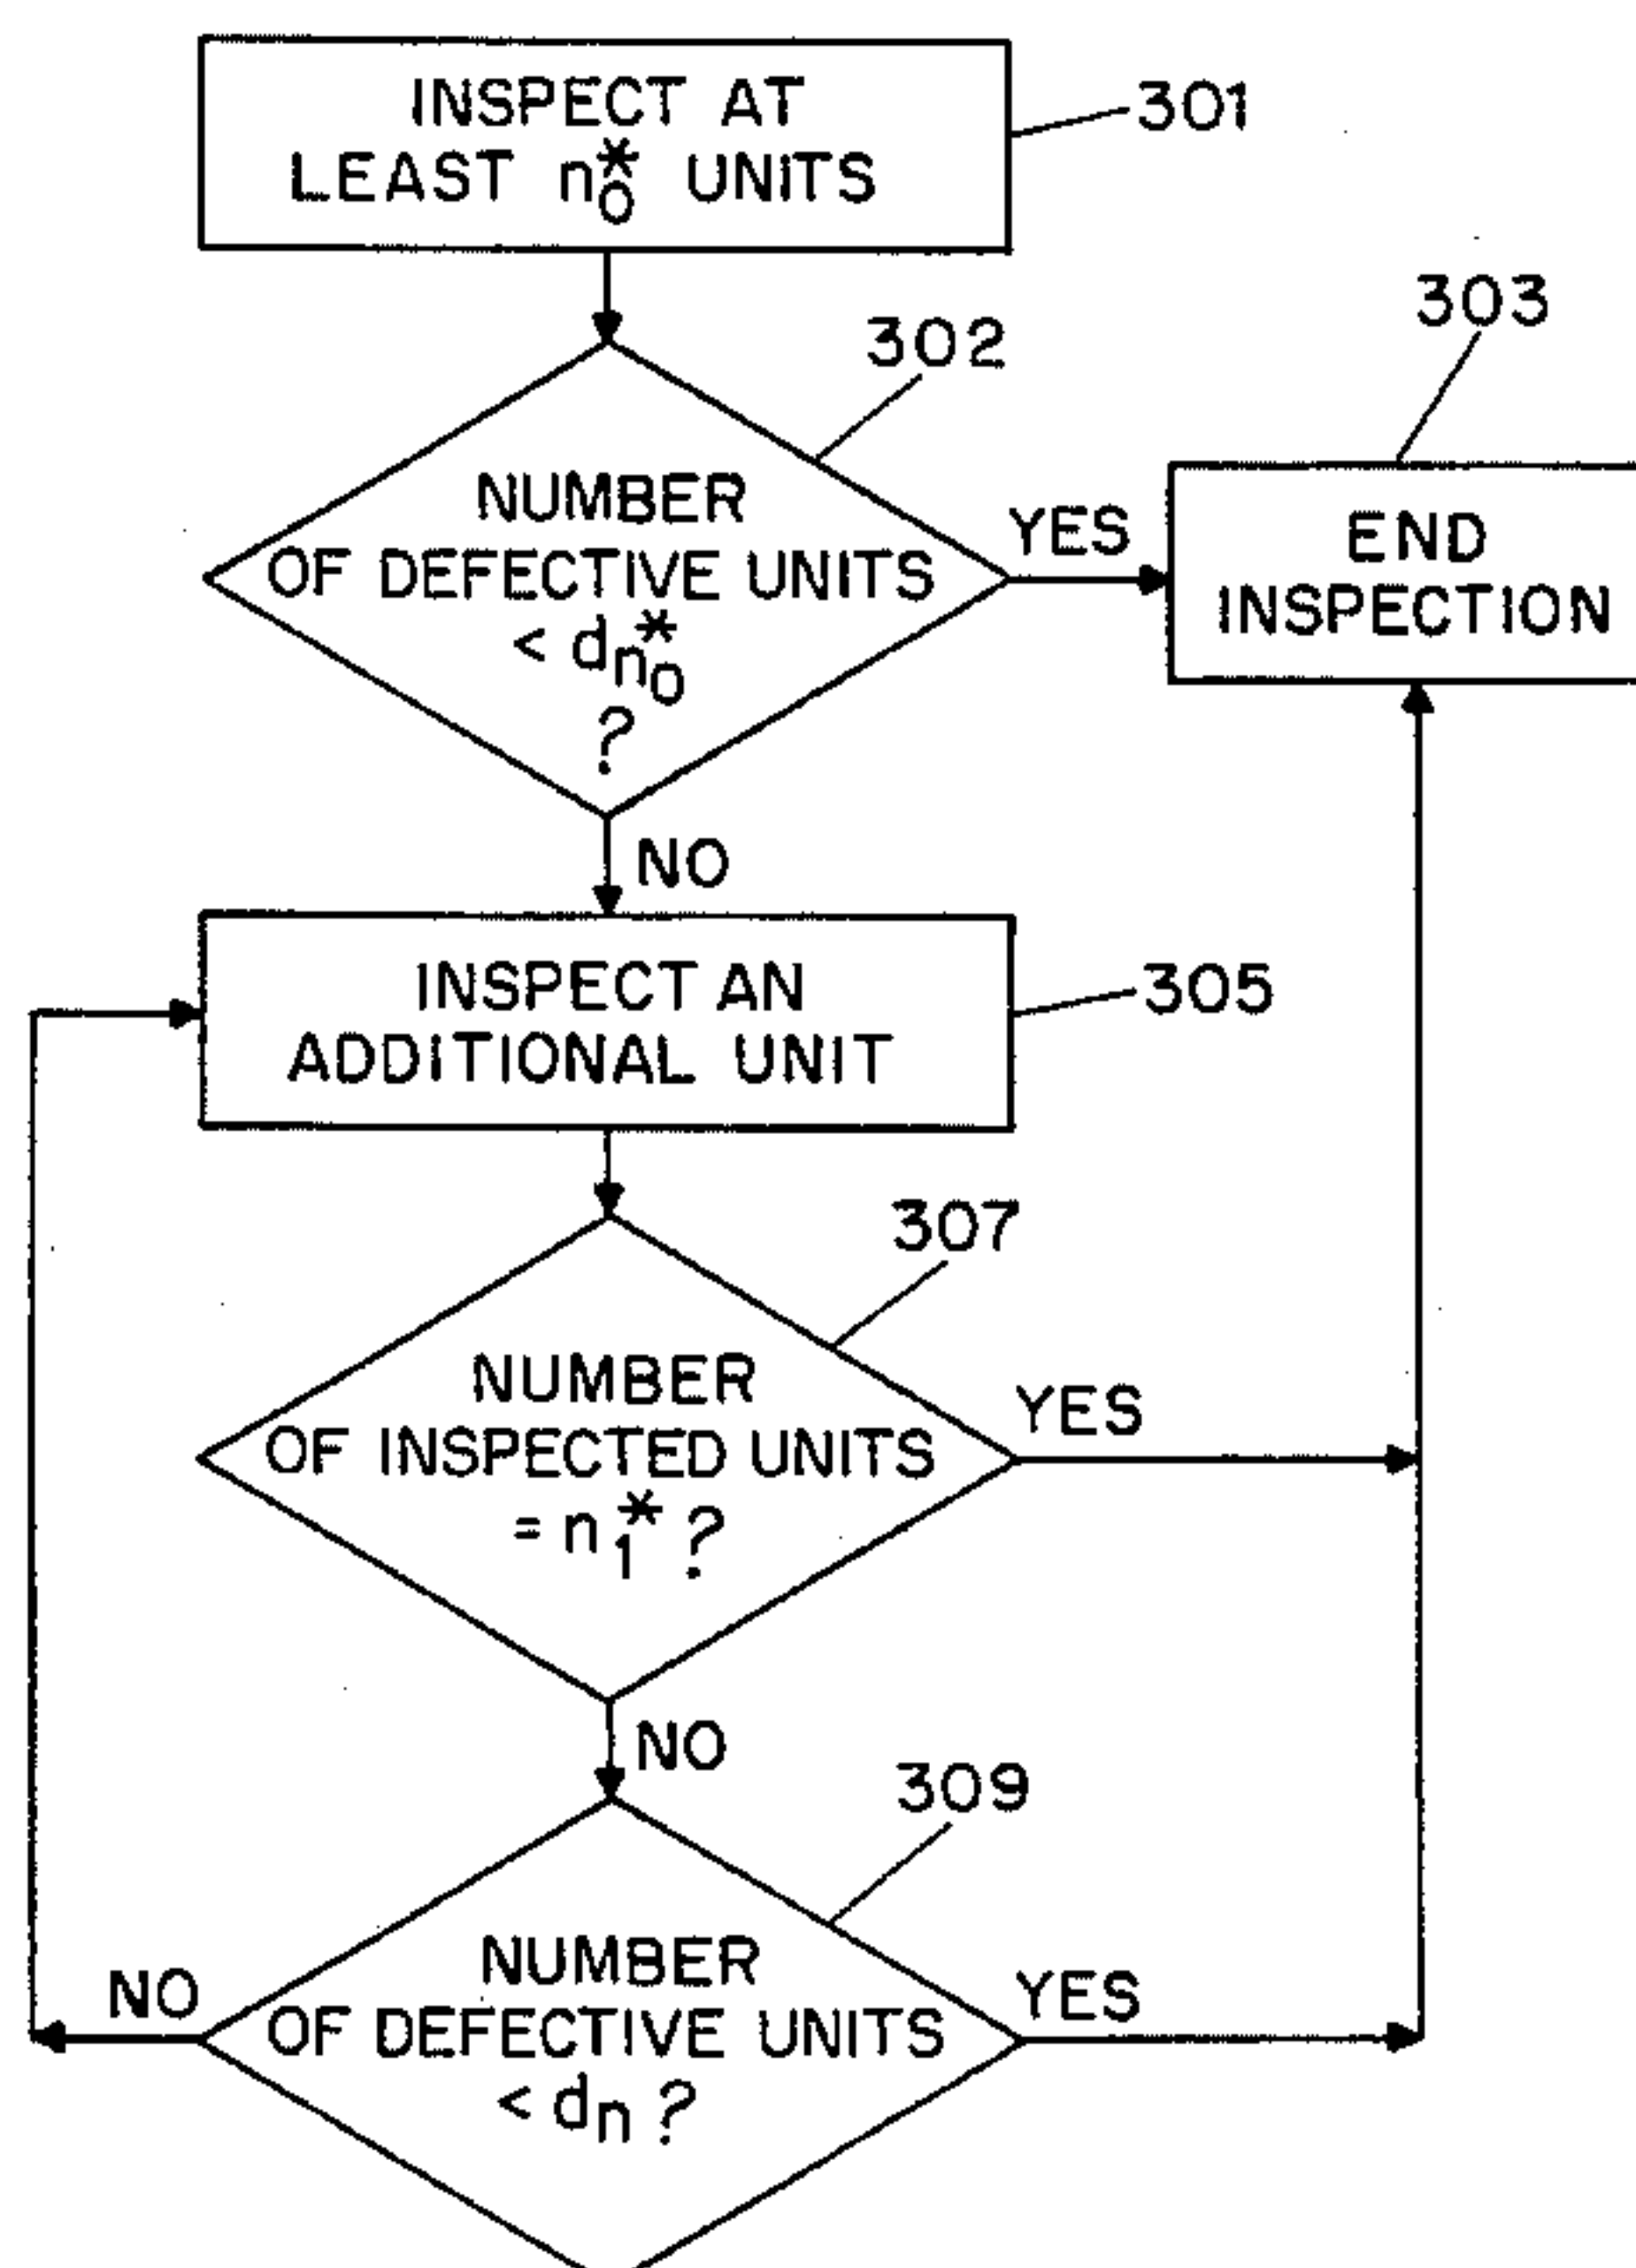 INSPECT AT
LEAST n₀* UNITS
301
302
303
NUMBER
OF DEFECTIVE UNITS
< dn₀*
?
YES
END
INSPECTION
NO
INSPECT AN
ADDITIONAL UNIT
305
307
NUMBER
OF INSPECTED UNITS
= n₁* ?
YES
NO
309
NUMBER
OF DEFECTIVE UNITS
< dn ?
NO
YES